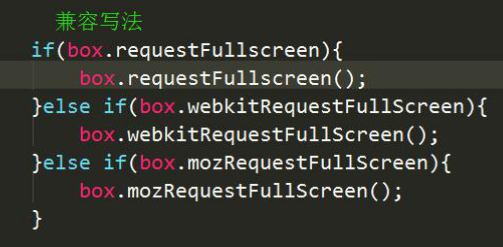 兼容写法
if(box.requestFullscreen){
    box.requestFullscreen();
}else if(box.webkitRequestFullScreen){
    box.webkitRequestFullScreen();
}else if(box.mozRequestFullScreen){
    box.mozRequestFullScreen();
}